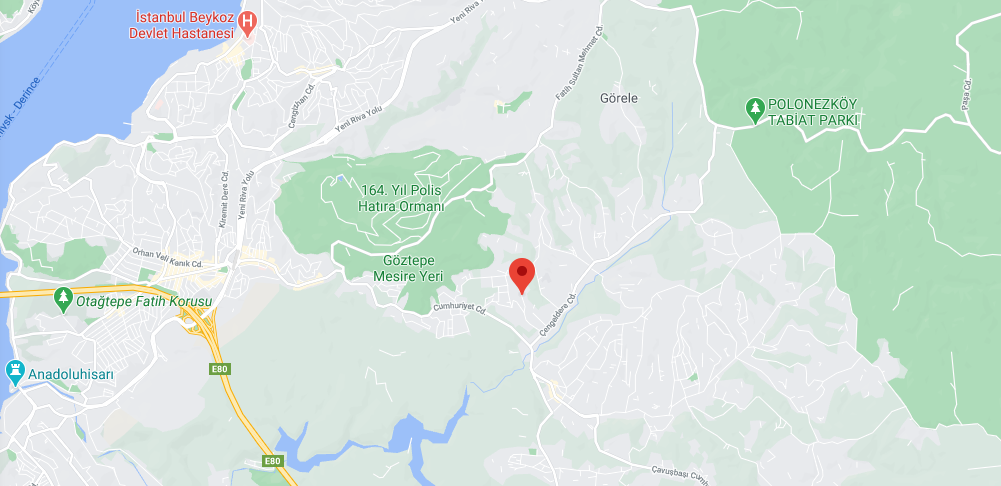 Köy
İstanbul Beykoz
Devlet Hastanesi
H
Yeni Riva Yolu
Derince
Cengizhan Cd.
Yeni Riva Yolu
Fatih Sultan Mehmet Cd.
Görele
POLONEZKÖY
TABİAT PARKI
Paşa Cd.
Kiremit Dere Cd.
Yeni Riva Yolu
164. Yıl Polis
Hatıra Ormanı
Orhan Veli Kanık Cd.
Göztepe
Mesire Yeri
Otağtepe Fatih Korusu
Cumhuriyet Cd.
Çengeldere Cd.
Anadoluhisarı
E80
E80
Çavuşbaşı Cumh